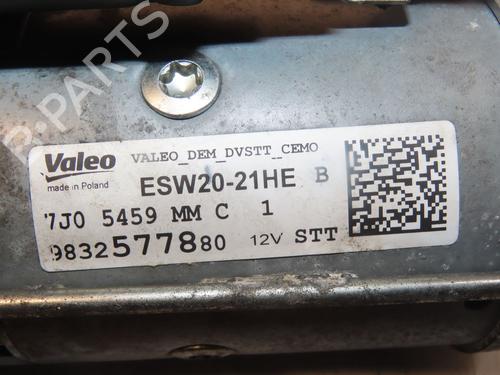 B-PARTS
Valeo
VALEO_DEM_DVSTT_CEMO
made in Poland
ESW20-21HE B
7J0 5459 MM C 1
9832577880 12V STT